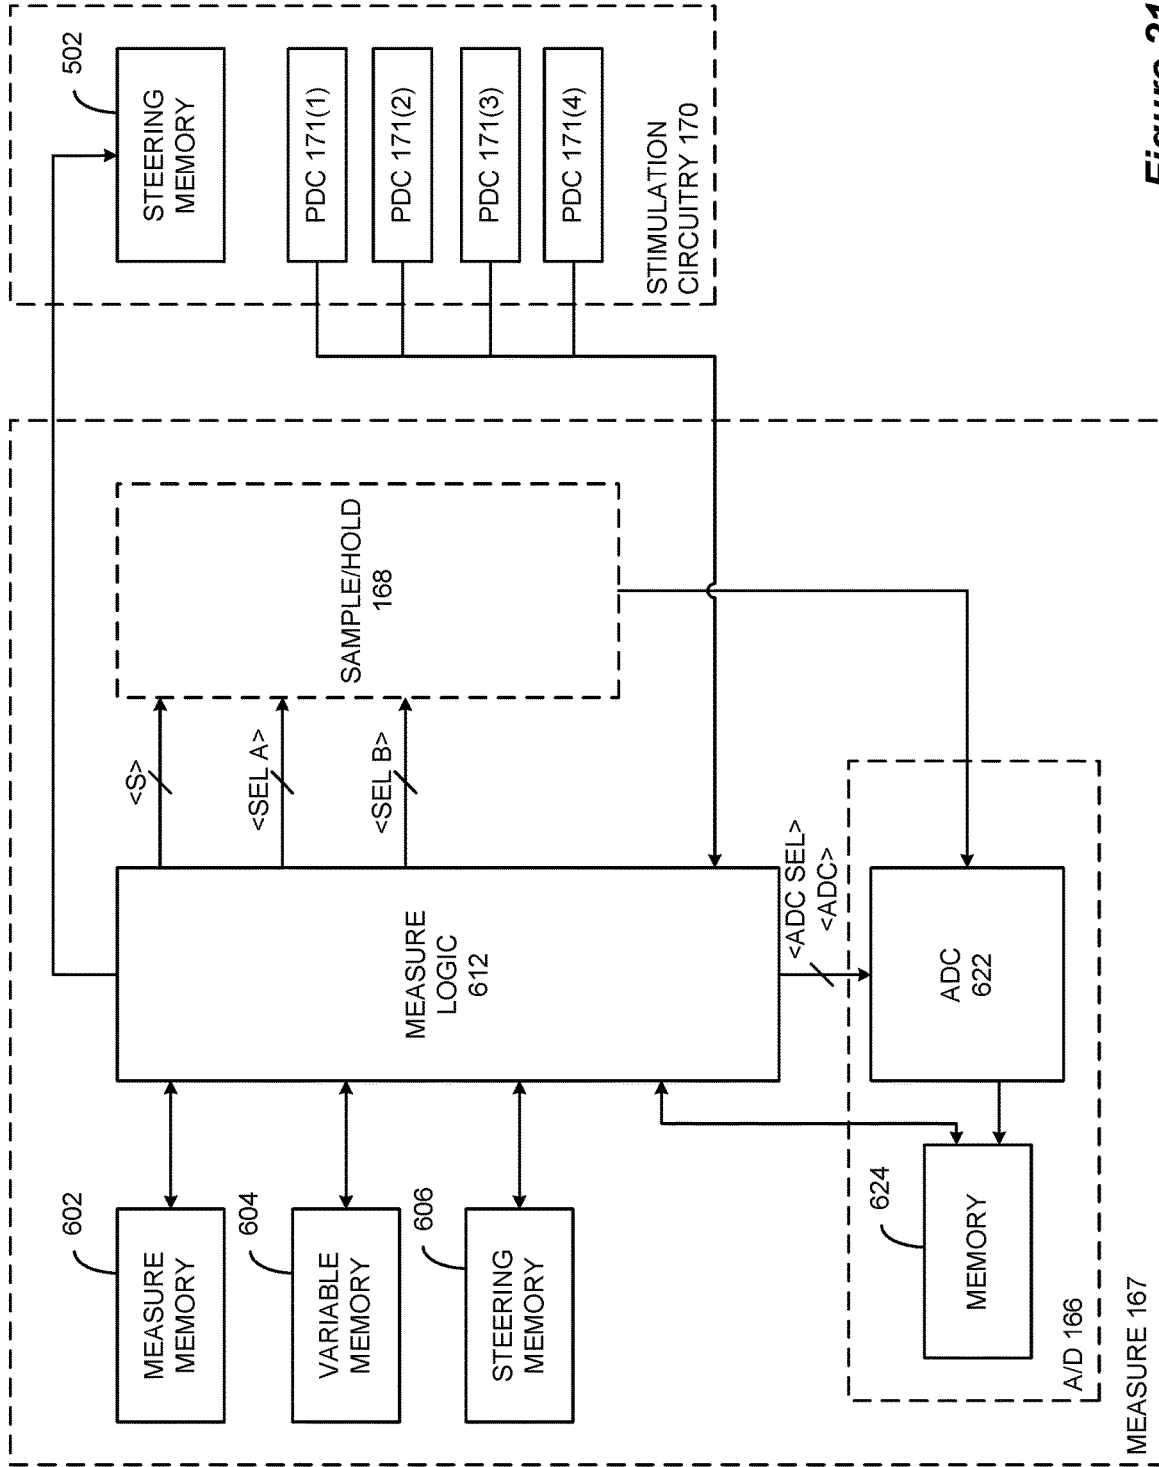 602
MEASURE
MEMORY
604
VARIABLE
MEMORY
606
STEERING
MEMORY
MEASURE
LOGIC
612
<S>
<SEL A>
<SEL B>
SAMPLE/HOLD
168
502
STEERING
MEMORY
PDC 171(1)
PDC 171(2)
PDC 171(3)
PDC 171(4)
STIMULATION
CIRCUITRY 170
<ADC SEL>
<ADC>
624
MEMORY
ADC
622
A/D 166
MEASURE 167
Figure 21